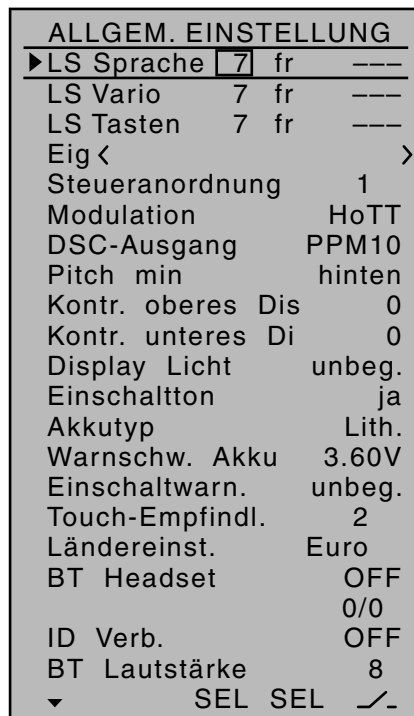 ALLGEM. EINSTELLUNG
LS Sprache 7 fr ---
LS Vario 7 fr ---
LS Tasten 7 fr ---
Eig < >
Steueranordnung 1
Modulation HoTT
DSC-Ausgang PPM10
Pitch min hinten
Kontr. oberes Dis 0
Kontr. unteres Di 0
Display Licht unbeg.
Einschaltton ja
Akkutyp Lith.
Warnschw. Akku 3.60V
Einschaltwarn. unbeg.
Touch-Empfindl. 2
Ländereinst. Euro
BT Headset OFF
0/0
ID Verb. OFF
BT Lautstärke 8
SEL SEL